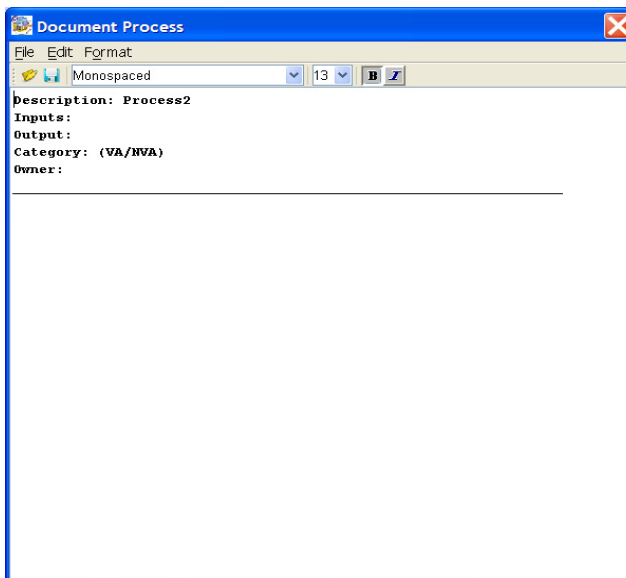 Document Process
File Edit Format
Monospaced 13 B I
Description: Process2
Inputs:
Output:
Category: (VA/NVA)
Owner: